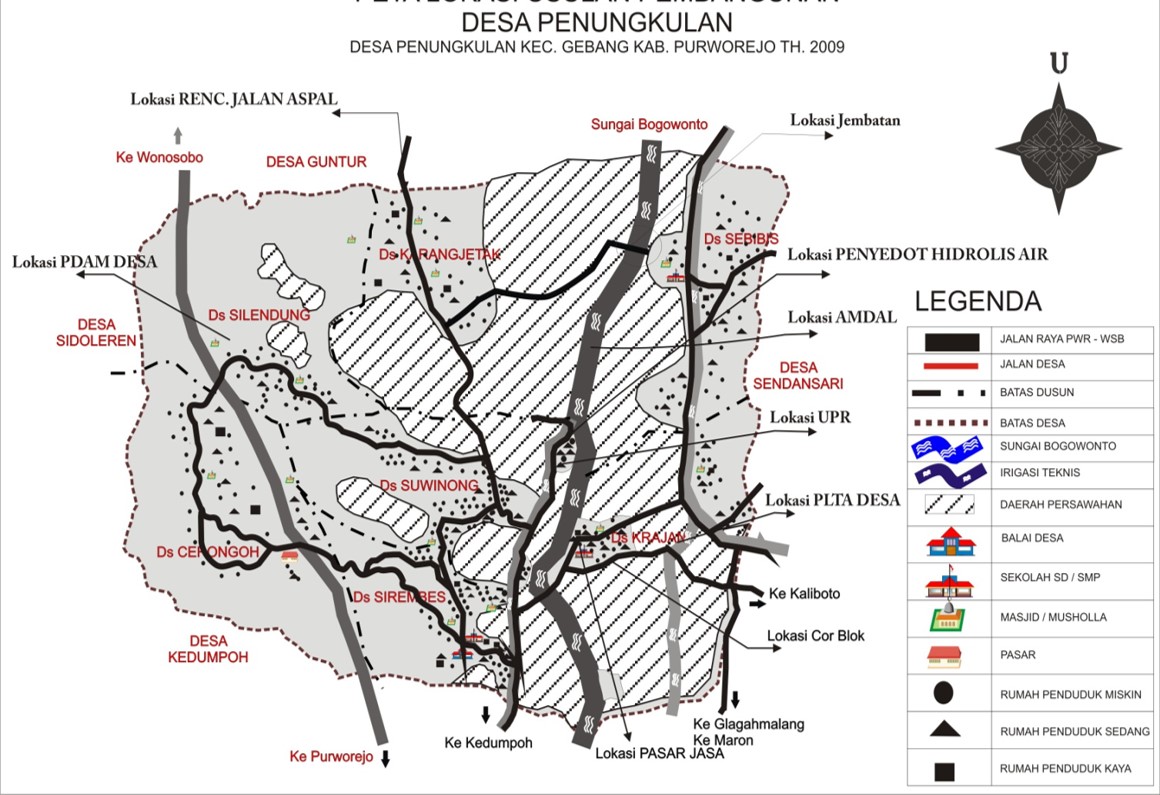 PETA LOKASI USULAN PEMBANGUNAN
DESA PENUNGKULAN
DESA PENUNGKULAN KEC. GEBANG KAB. PURWOREJO TH. 2009
U
Lokasi RENC. JALAN ASPAL
Sungai Bogowonto
Lokasi Jembatan
Ke Wonosobo
DESA GUNTUR
Ds SEBIBIS
Ds KARANGJETAK
Lokasi PENYEDOT HIDROLIS AIR
Lokasi PDAM DESA
Ds SILENDUNG
Lokasi AMDAL
DESA
SIDOLEREN
DESA
SENDANSARI
Lokasi UPR
Ds SUWINONG
Lokasi PLTA DESA
Ds KRAJAN
Ds CEPONGOH
Ds SIREMBES
Ke Kaliboto
Lokasi Cor Blok
DESA
KEDUMPOH
Ke Glagahmalang
Ke Maron
Ke Kedumpoh
Lokasi PASAR JASA
Ke Purworejo
LEGENDA
JALAN RAYA PWR - WSB
JALAN DESA
BATAS DUSUN
BATAS DESA
SUNGAI BOGOWONTO
IRIGASI TEKNIS
DAERAH PERSAWAHAN
BALAI DESA
SEKOLAH SD / SMP
MASJID / MUSHOLLA
PASAR
RUMAH PENDUDUK MISKIN
RUMAH PENDUDUK SEDANG
RUMAH PENDUDUK KAYA